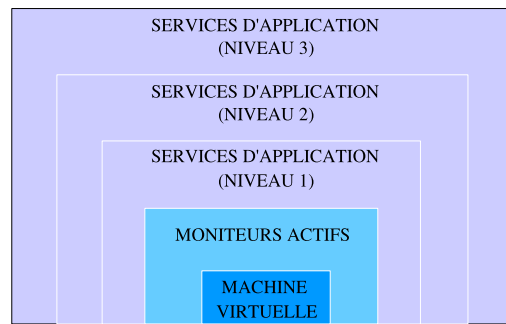 SERVICES D'APPLICATION
(NIVEAU 3)
SERVICES D'APPLICATION
(NIVEAU 2)
SERVICES D'APPLICATION
(NIVEAU 1)
MONITEURS ACTIFS
MACHINE
VIRTUELLE